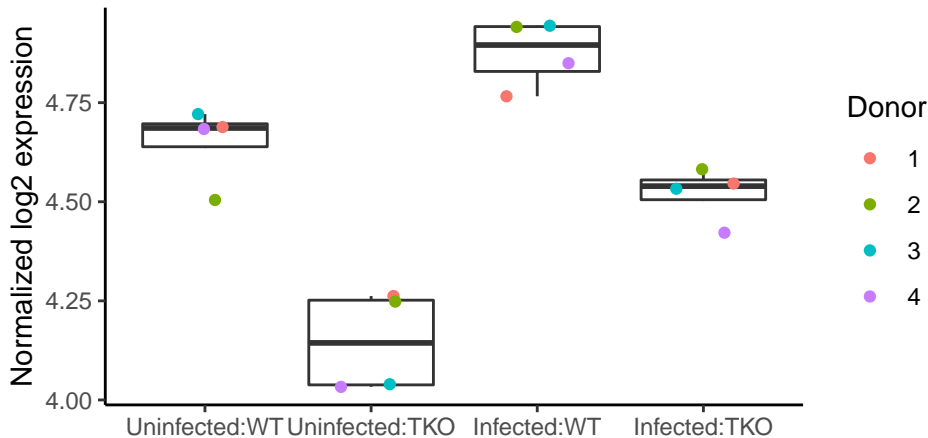 Normalized log2 expression
4.75
4.50
4.25
4.00
Uninfected:WT Uninfected:TKO Infected:WT Infected:TKO
Donor
1
2
3
4